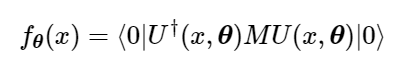 f_𝜽(x) = ⟨0|U†(x, 𝜽)MU(x, 𝜽)|0⟩